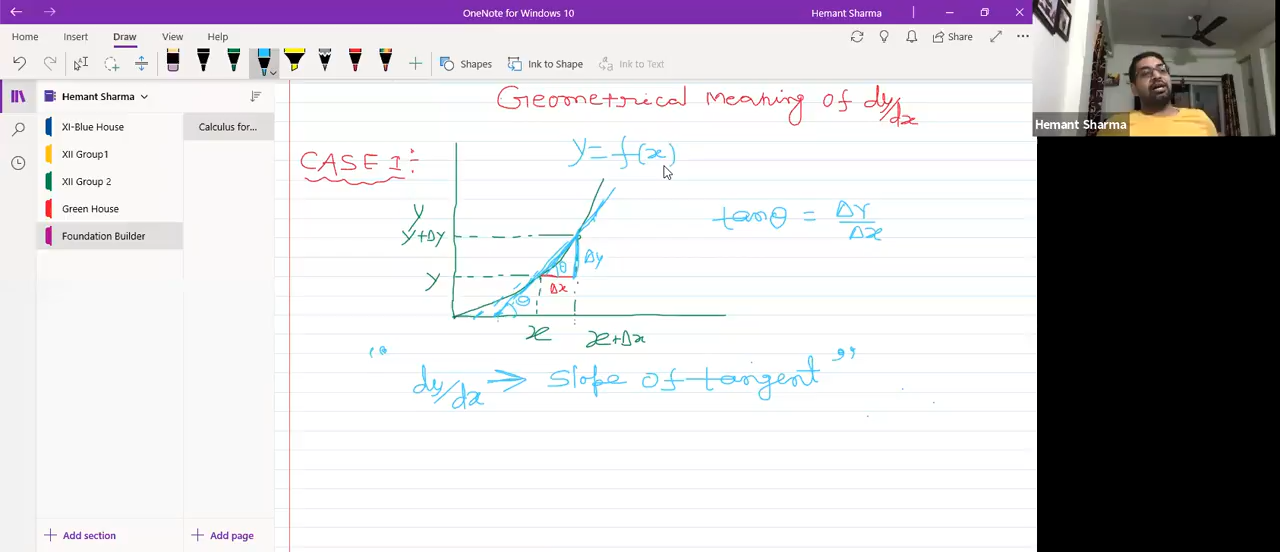 OneNote for Windows 10
Hemant Sharma
Home Insert Draw View Help
Share
Shapes
Ink to Shape
Ink to Text
Hemant Sharma
XI-Blue House
XII Group1
XII Group 2
Green House
Foundation Builder
Calculus for...
Add section
Add page
Hemant Sharma
Geometrical Meaning of dy/dx
CASE I:
y = f(x)
tanθ = ΔY/Δx
Y
y+Δy
y
θ
Δy
Δx
θ
x
x+Δx
"dy/dx → Slope of tangent"